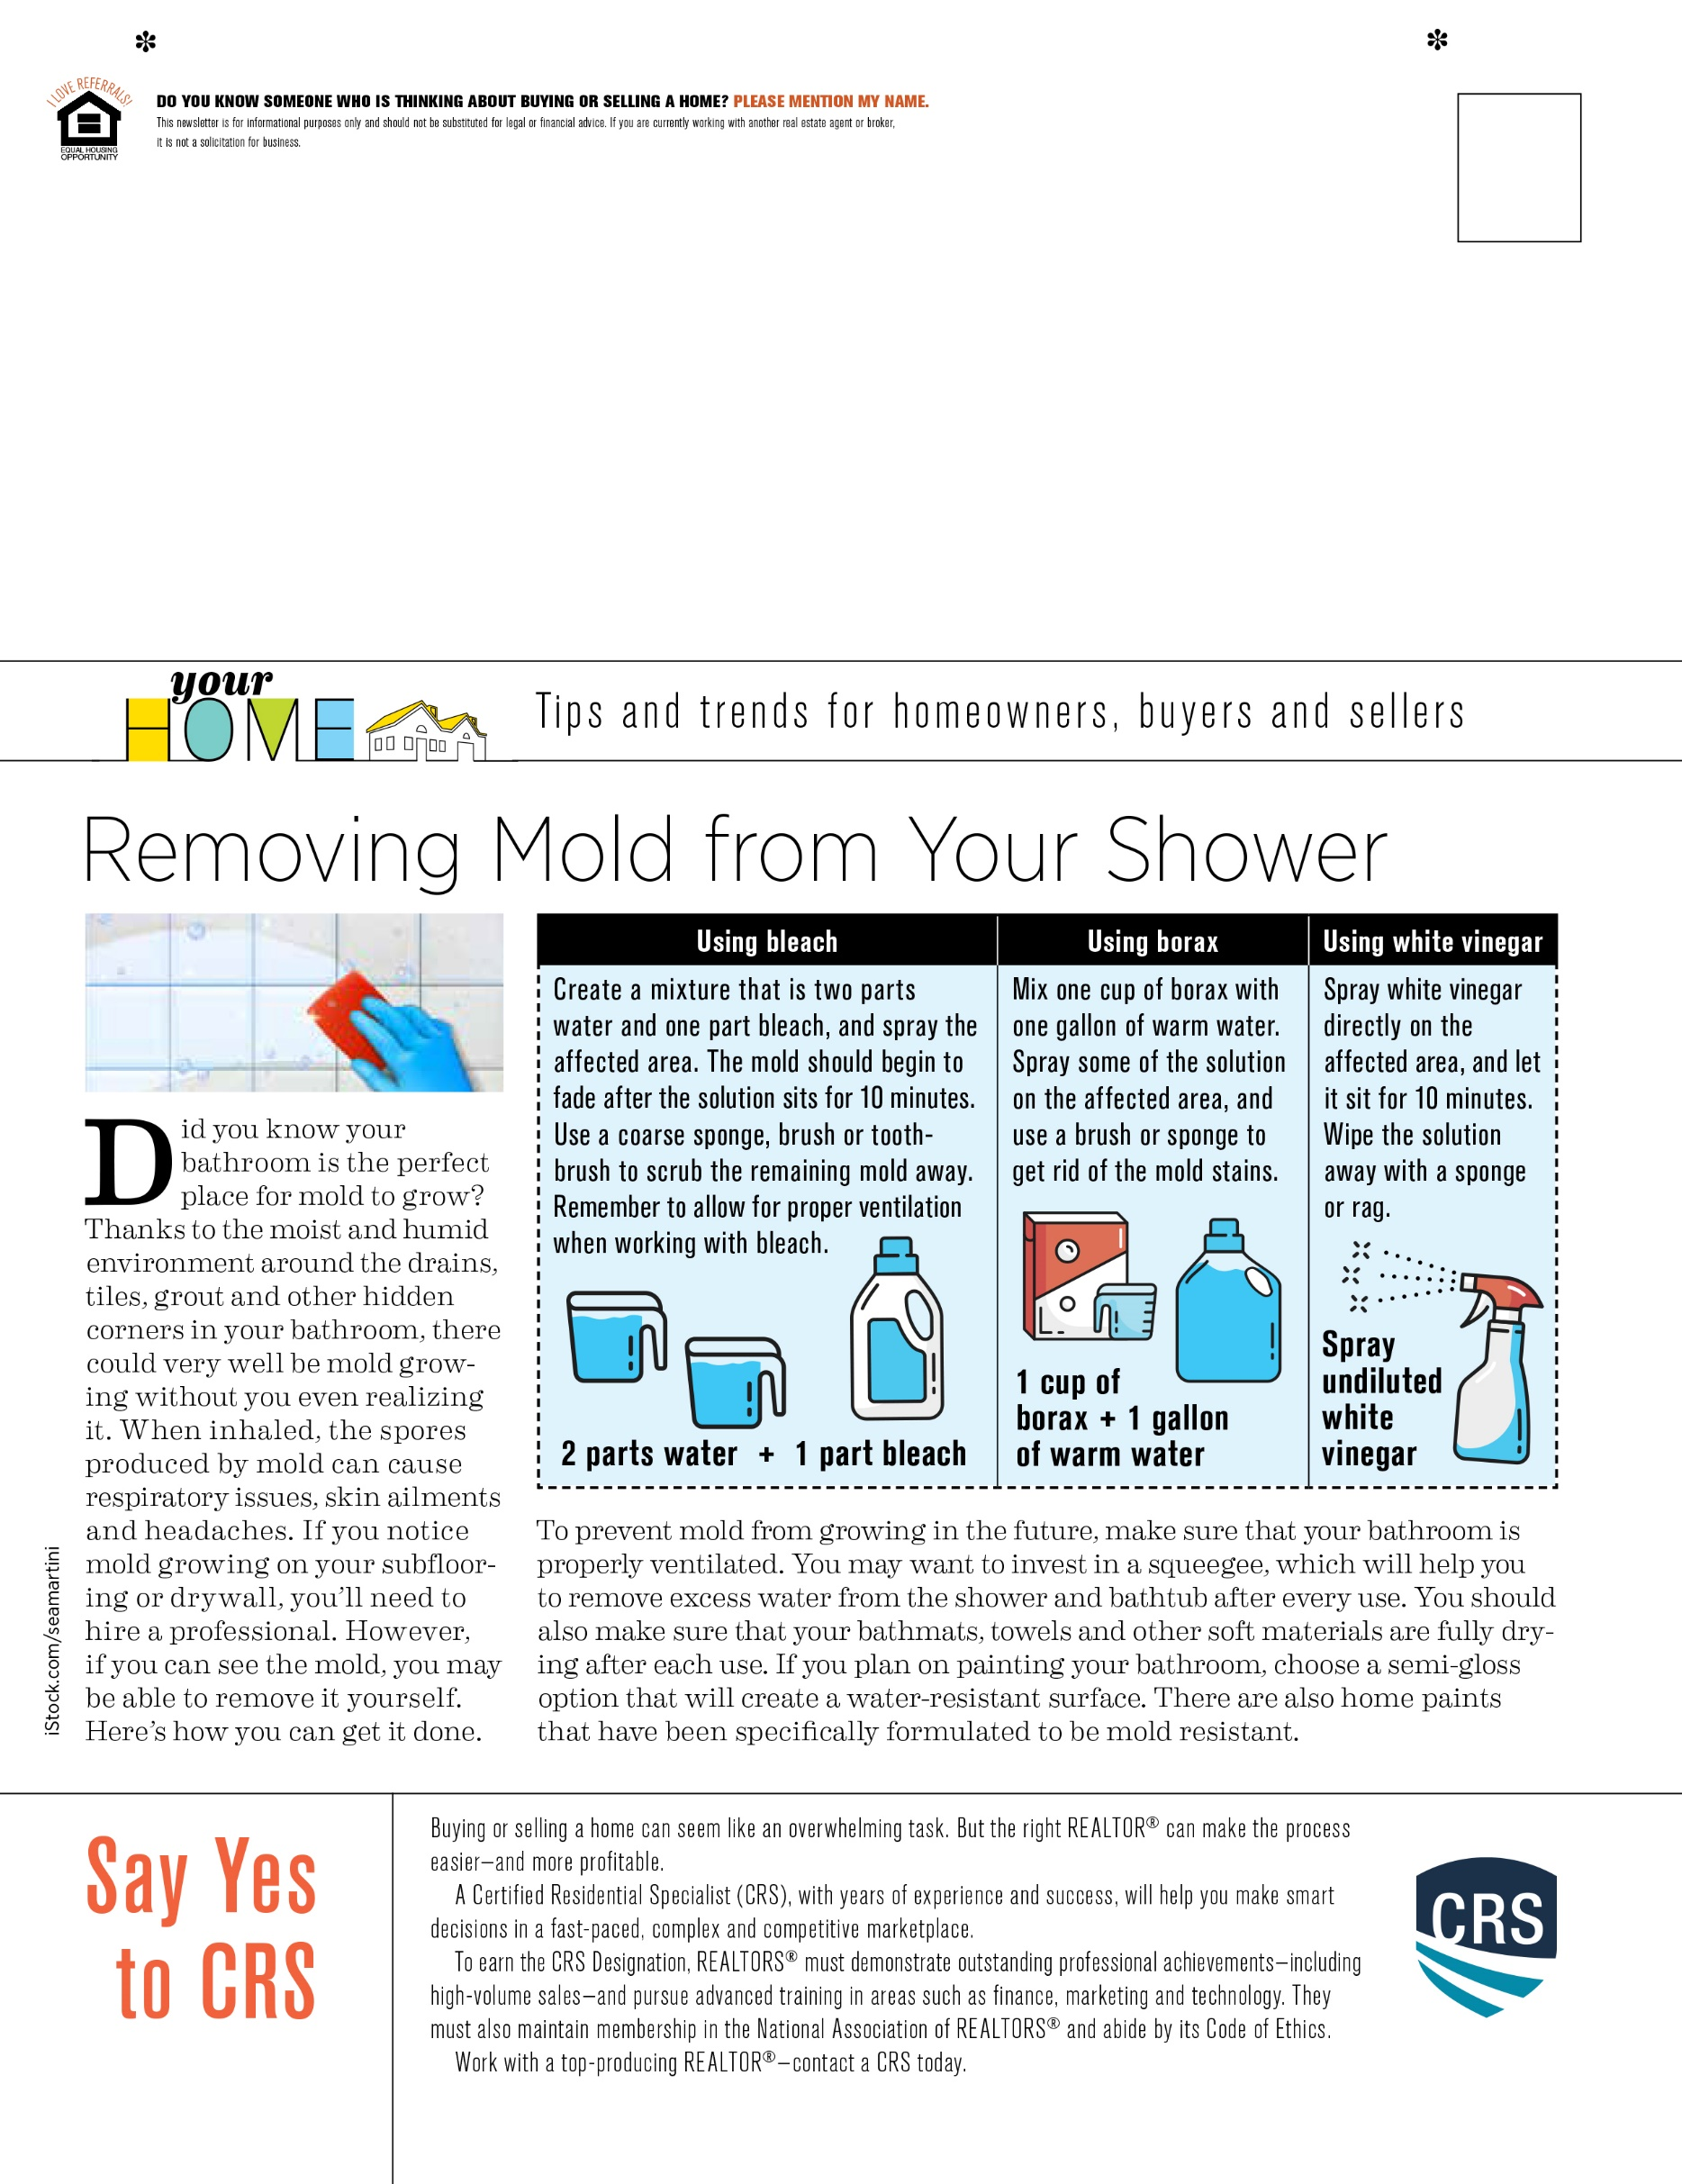 *
*
I LOVE REFERRALS!
EQUAL HOUSING
OPPORTUNITY
DO YOU KNOW SOMEONE WHO IS THINKING ABOUT BUYING OR SELLING A HOME? PLEASE MENTION MY NAME.
This newsletter is for informational purposes only and should not be substituted for legal or financial advice. If you are currently working with another real estate agent or broker,
it is not a solicitation for business.
your
HOME
Tips and trends for homeowners, buyers and sellers
Removing Mold from Your Shower
Did you know your
bathroom is the perfect
place for mold to grow?
Thanks to the moist and humid
environment around the drains,
tiles, grout and other hidden
corners in your bathroom, there
could very well be mold grow-
ing without you even realizing
it. When inhaled, the spores
produced by mold can cause
respiratory issues, skin ailments
and headaches. If you notice
mold growing on your subfloor-
ing or drywall, you'll need to
hire a professional. However,
if you can see the mold, you may
be able to remove it yourself.
Here's how you can get it done.
iStock.com/seamartini
Using bleach
Create a mixture that is two parts
water and one part bleach, and spray the
affected area. The mold should begin to
fade after the solution sits for 10 minutes.
Use a coarse sponge, brush or tooth-
brush to scrub the remaining mold away.
Remember to allow for proper ventilation
when working with bleach.
2 parts water + 1 part bleach
Using borax
Mix one cup of borax with
one gallon of warm water.
Spray some of the solution
on the affected area, and
use a brush or sponge to
get rid of the mold stains.
1 cup of
borax + 1 gallon
of warm water
Using white vinegar
Spray white vinegar
directly on the
affected area, and let
it sit for 10 minutes.
Wipe the solution
away with a sponge
or rag.
Spray
undiluted
white
vinegar
To prevent mold from growing in the future, make sure that your bathroom is
properly ventilated. You may want to invest in a squeegee, which will help you
to remove excess water from the shower and bathtub after every use. You should
also make sure that your bathmats, towels and other soft materials are fully dry-
ing after each use. If you plan on painting your bathroom, choose a semi-gloss
option that will create a water-resistant surface. There are also home paints
that have been specifically formulated to be mold resistant.
Say Yes
to CRS
Buying or selling a home can seem like an overwhelming task. But the right REALTOR® can make the process
easier—and more profitable.
A Certified Residential Specialist (CRS), with years of experience and success, will help you make smart
decisions in a fast-paced, complex and competitive marketplace.
To earn the CRS Designation, REALTORS® must demonstrate outstanding professional achievements—including
high-volume sales—and pursue advanced training in areas such as finance, marketing and technology. They
must also maintain membership in the National Association of REALTORS® and abide by its Code of Ethics.
Work with a top-producing REALTOR®—contact a CRS today.
CRS